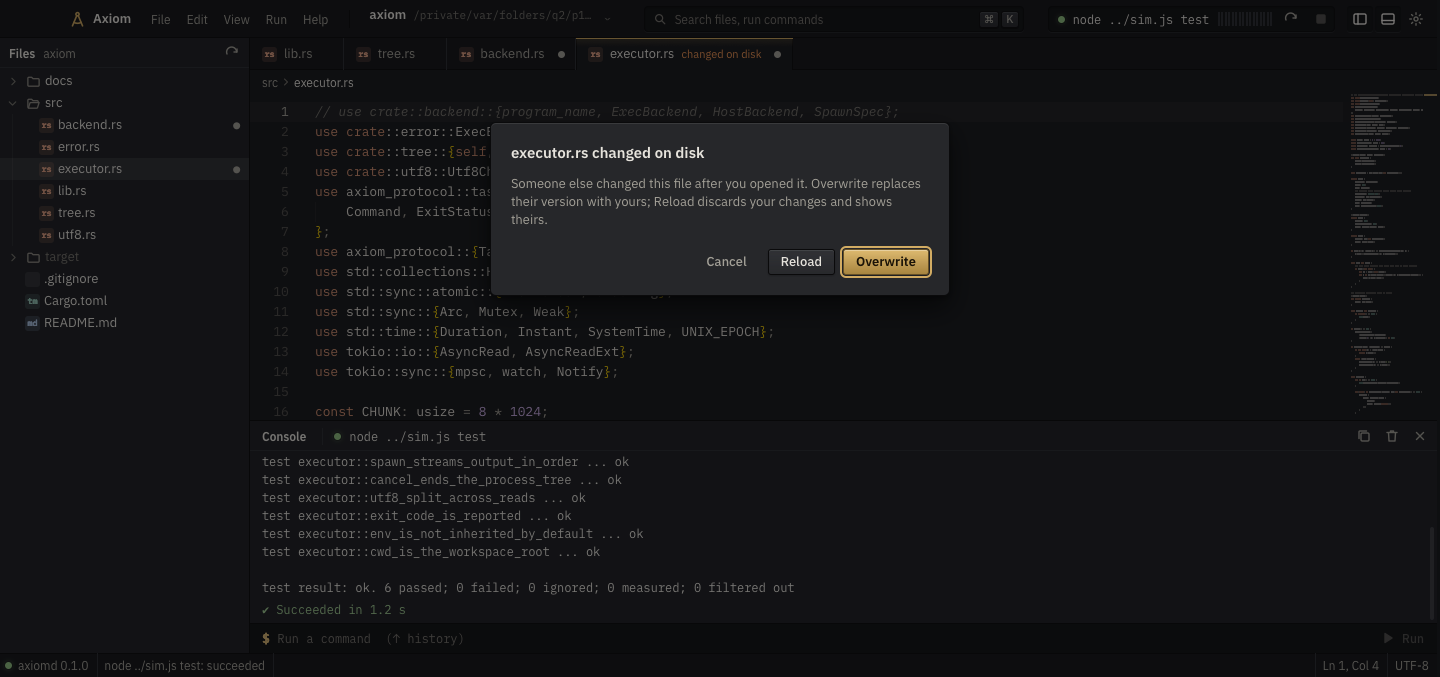 Axiom File Edit View Run Help axiom /private/var/folders/q2/p1… Search files, run commands ⌘ K node ../sim.js test
Files axiom
lib.rs tree.rs backend.rs executor.rs changed on disk
src > executor.rs
docs
src
backend.rs
error.rs
executor.rs
lib.rs
tree.rs
utf8.rs
target
.gitignore
Cargo.toml
README.md
1 // use crate::backend::{program_name, ExecBackend, HostBackend, SpawnSpec};
2 use crate::error::ExecE
3 use crate::tree::{self,
4 use crate::utf8::Utf8Ch
5 use axiom_protocol::tas
6 Command, ExitStatus
7 };
8 use axiom_protocol::{Ta
9 use std::collections::H
10 use std::sync::atomic::{
11 use std::sync::{Arc, Mutex, Weak};
12 use std::time::{Duration, Instant, SystemTime, UNIX_EPOCH};
13 use tokio::io::{AsyncRead, AsyncReadExt};
14 use tokio::sync::{mpsc, watch, Notify};
15
16 const CHUNK: usize = 8 * 1024;
executor.rs changed on disk
Someone else changed this file after you opened it. Overwrite replaces
their version with yours; Reload discards your changes and shows
theirs.
Cancel Reload Overwrite
Console node ../sim.js test
test executor::spawn_streams_output_in_order ... ok
test executor::cancel_ends_the_process_tree ... ok
test executor::utf8_split_across_reads ... ok
test executor::exit_code_is_reported ... ok
test executor::env_is_not_inherited_by_default ... ok
test executor::cwd_is_the_workspace_root ... ok
test result: ok. 6 passed; 0 failed; 0 ignored; 0 measured; 0 filtered out
✔ Succeeded in 1.2 s
$ Run a command (↑ history) Run
axiomd 0.1.0 node ../sim.js test: succeeded Ln 1, Col 4 UTF-8